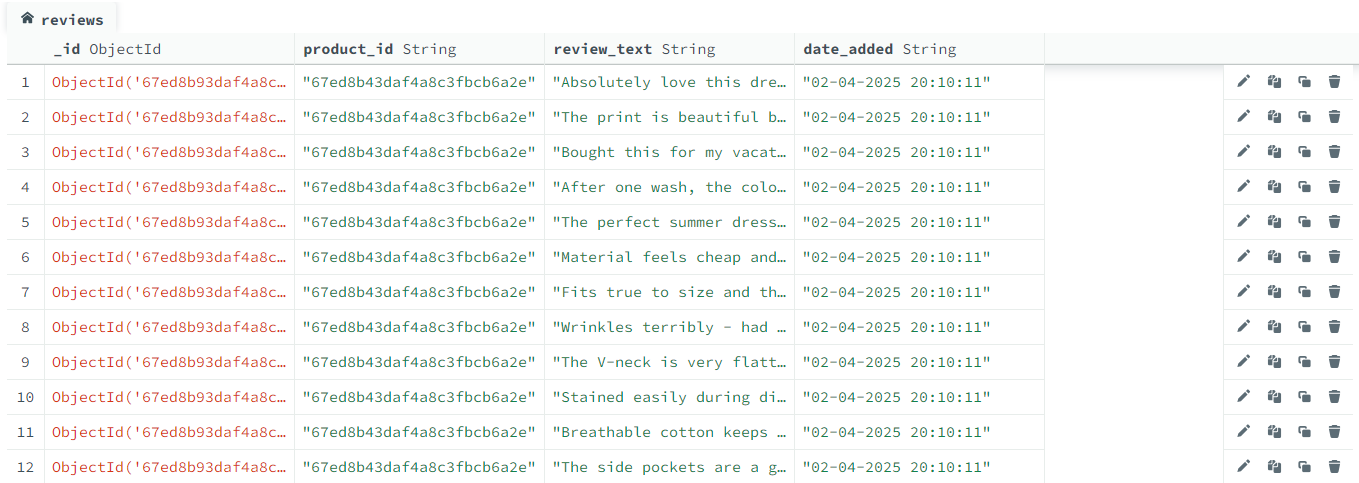 reviews
_id ObjectId product_id String review_text String date_added String
1 ObjectId('67ed8b93daf4a8c… "67ed8b43daf4a8c3fbcb6a2e" "Absolutely love this dre… "02-04-2025 20:10:11"
2 ObjectId('67ed8b93daf4a8c… "67ed8b43daf4a8c3fbcb6a2e" "The print is beautiful b… "02-04-2025 20:10:11"
3 ObjectId('67ed8b93daf4a8c… "67ed8b43daf4a8c3fbcb6a2e" "Bought this for my vacat… "02-04-2025 20:10:11"
4 ObjectId('67ed8b93daf4a8c… "67ed8b43daf4a8c3fbcb6a2e" "After one wash, the colo… "02-04-2025 20:10:11"
5 ObjectId('67ed8b93daf4a8c… "67ed8b43daf4a8c3fbcb6a2e" "The perfect summer dress… "02-04-2025 20:10:11"
6 ObjectId('67ed8b93daf4a8c… "67ed8b43daf4a8c3fbcb6a2e" "Material feels cheap and… "02-04-2025 20:10:11"
7 ObjectId('67ed8b93daf4a8c… "67ed8b43daf4a8c3fbcb6a2e" "Fits true to size and th… "02-04-2025 20:10:11"
8 ObjectId('67ed8b93daf4a8c… "67ed8b43daf4a8c3fbcb6a2e" "Wrinkles terribly - had … "02-04-2025 20:10:11"
9 ObjectId('67ed8b93daf4a8c… "67ed8b43daf4a8c3fbcb6a2e" "The V-neck is very flatt… "02-04-2025 20:10:11"
10 ObjectId('67ed8b93daf4a8c… "67ed8b43daf4a8c3fbcb6a2e" "Stained easily during di… "02-04-2025 20:10:11"
11 ObjectId('67ed8b93daf4a8c… "67ed8b43daf4a8c3fbcb6a2e" "Breathable cotton keeps … "02-04-2025 20:10:11"
12 ObjectId('67ed8b93daf4a8c… "67ed8b43daf4a8c3fbcb6a2e" "The side pockets are a g… "02-04-2025 20:10:11"